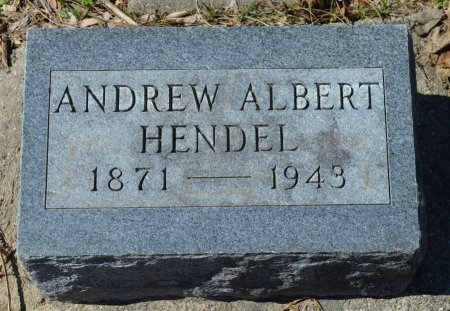 ANDREW ALBERT
HENDEL
1871 — 1943